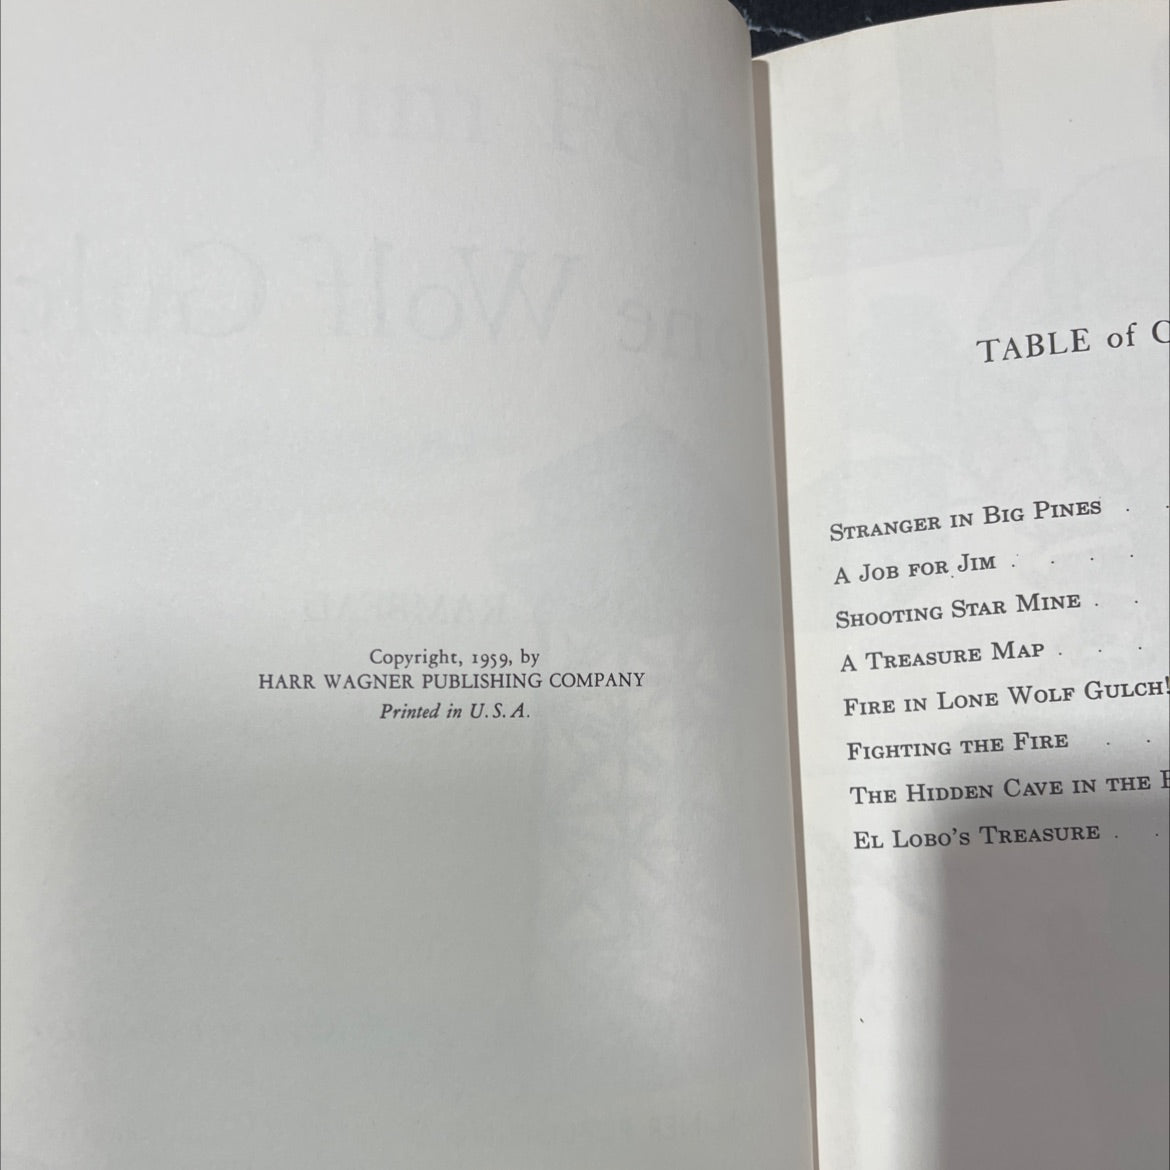 Copyright, 1959, by
HARR WAGNER PUBLISHING COMPANY
Printed in U. S. A.
TABLE of C
STRANGER IN BIG PINES . .
A JOB FOR JIM . . . .
SHOOTING STAR MINE . .
A TREASURE MAP . . .
FIRE IN LONE WOLF GULCH!
FIGHTING THE FIRE . .
THE HIDDEN CAVE IN THE
EL LOBO'S TREASURE . .